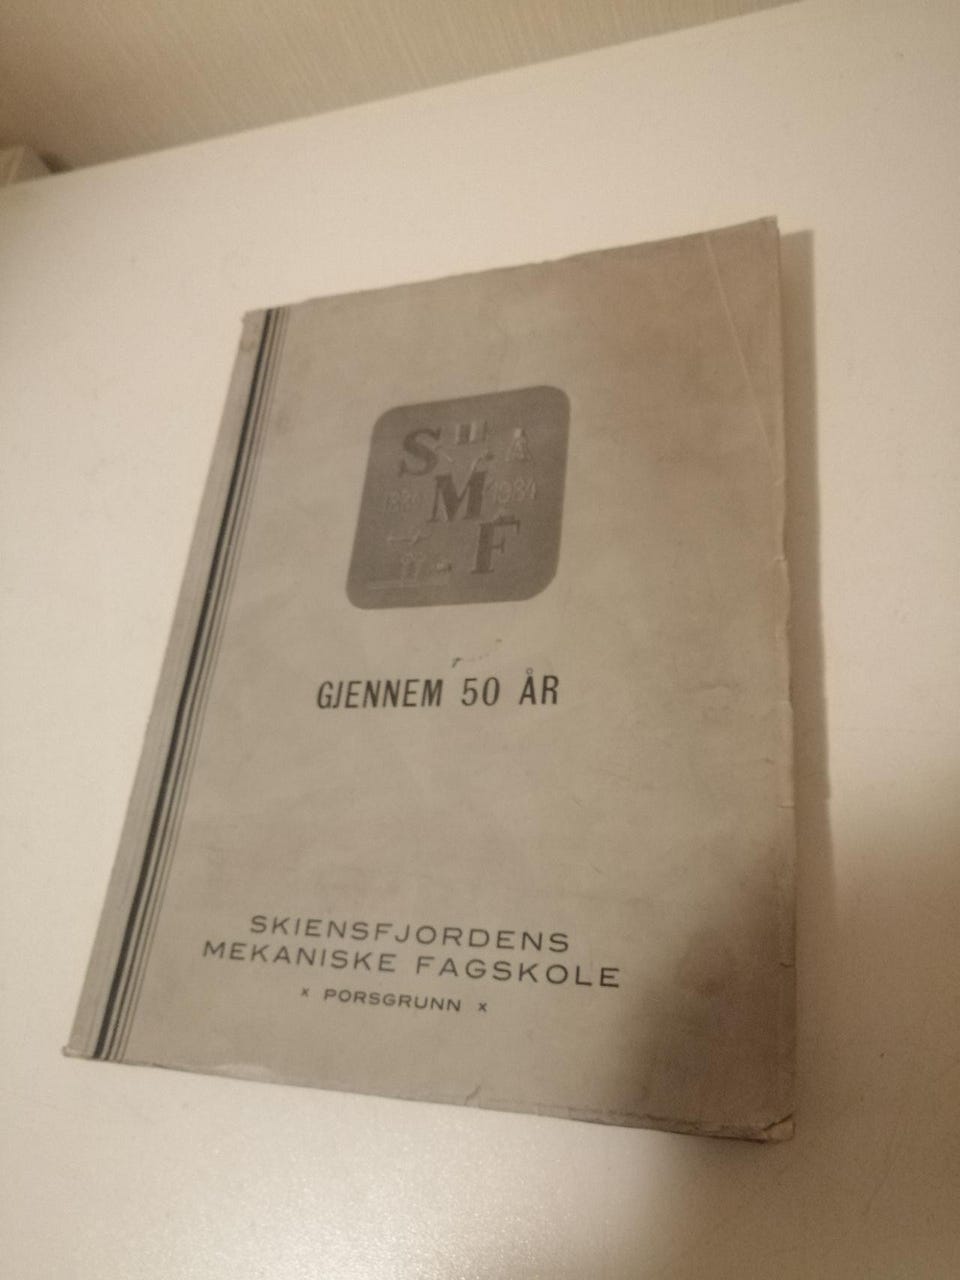 S
M
F
GJENNEM 50 ÅR
SKIENSFJORDENS
MEKANISKE FAGSKOLE
x PORSGRUNN x